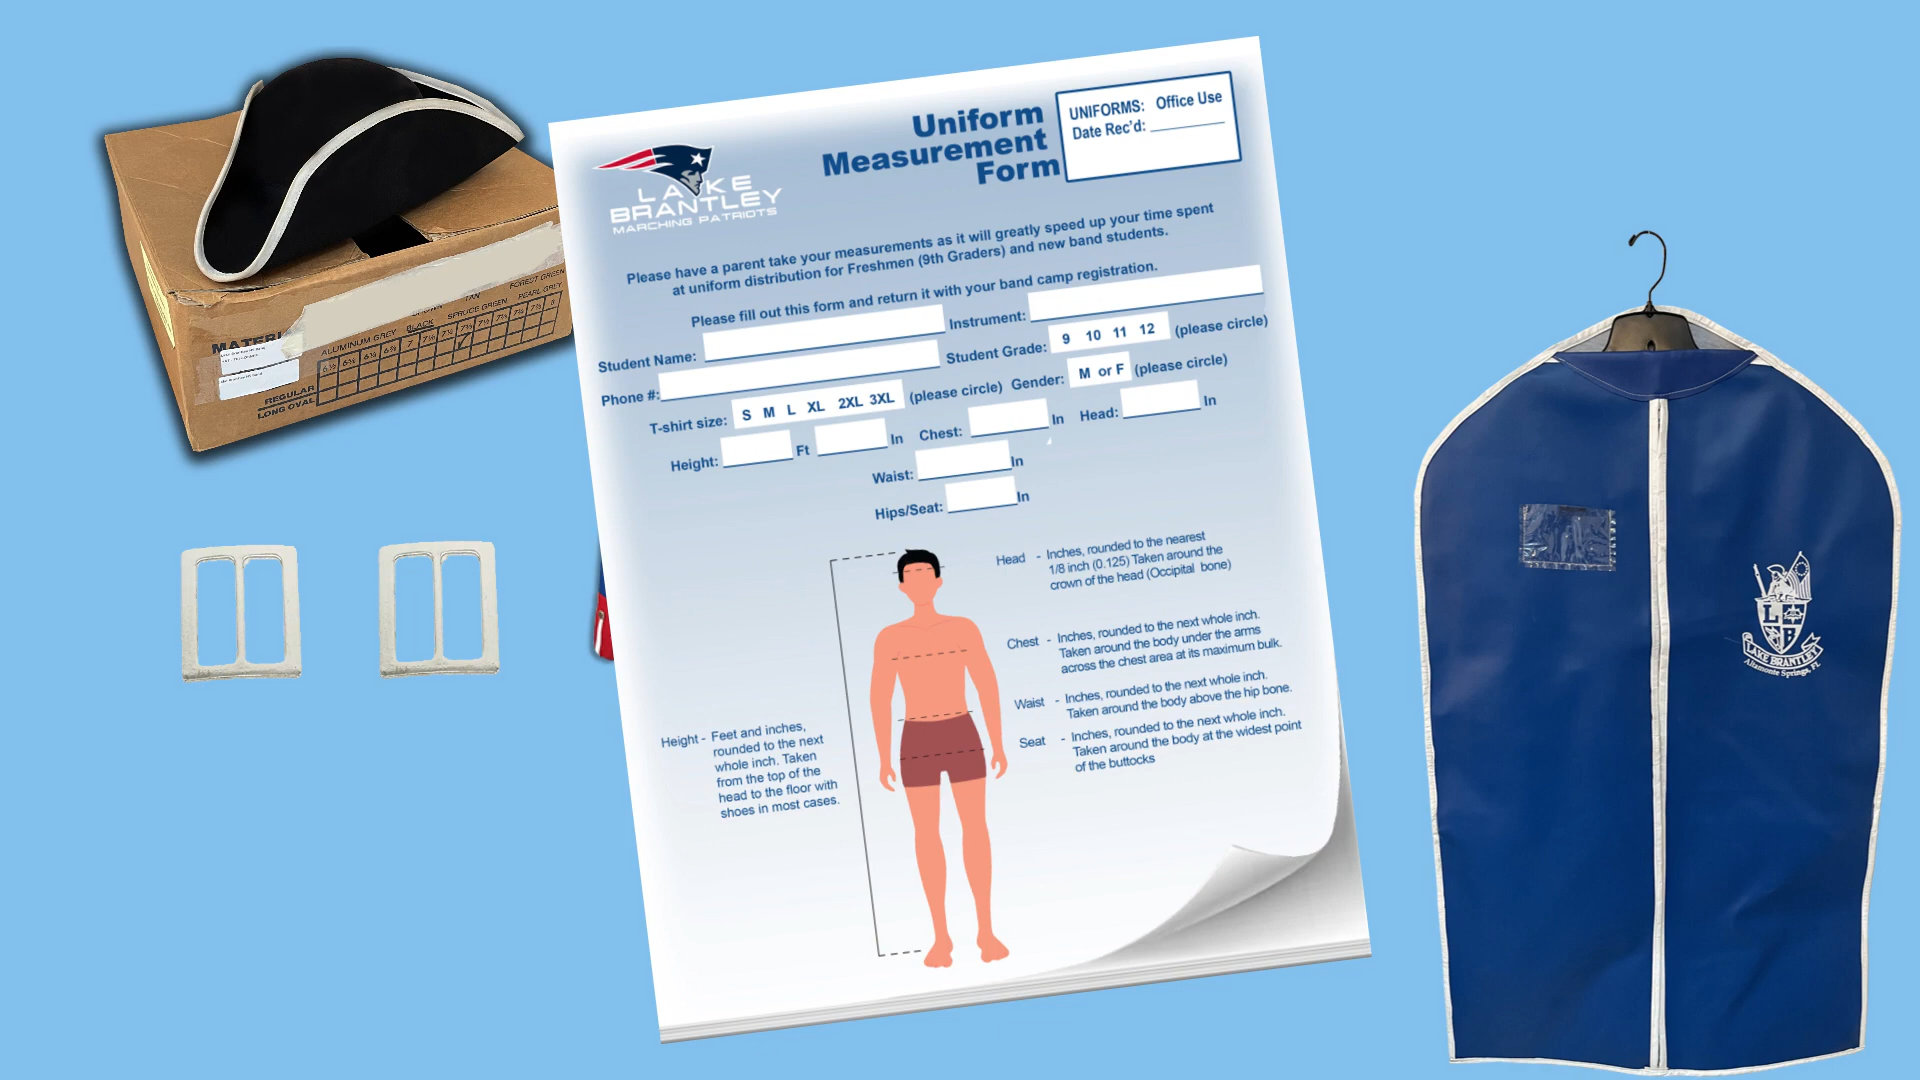 MATERI
ALUMINUM GREY
BLACK
TAN
SPRUCE GREEN
FOREST GREEN
PEARL GREY
REGULAR
LONG OVAL
LAKE
BRANTLEY
MARCHING PATRIOTS
Uniform
Measurement
Form
UNIFORMS: Office Use
Date Rec'd:
Please have a parent take your measurements as it will greatly speed up your time spent
at uniform distribution for Freshmen (9th Graders) and new band students.
Please fill out this form and return it with your band camp registration.
Student Name:
Instrument:
Phone #:
Student Grade: 9 10 11 12 (please circle)
T-shirt size: S M L XL 2XL 3XL (please circle) Gender: M or F (please circle)
Height: Ft In Chest: In Head: In
Waist: In
Hips/Seat: In
Head - Inches, rounded to the nearest
1/8 inch (0.125) Taken around the
crown of the head (Occipital bone)
Chest - Inches, rounded to the next whole inch.
Taken around the body under the arms
across the chest area at its maximum bulk.
Waist - Inches, rounded to the next whole inch.
Taken around the body above the hip bone.
Seat - Inches, rounded to the next whole inch.
Taken around the body at the widest point
of the buttocks
Height - Feet and inches,
rounded to the next
whole inch. Taken
from the top of the
head to the floor with
shoes in most cases.
L
B
LAKE BRANTLEY
Altamonte Springs, FL